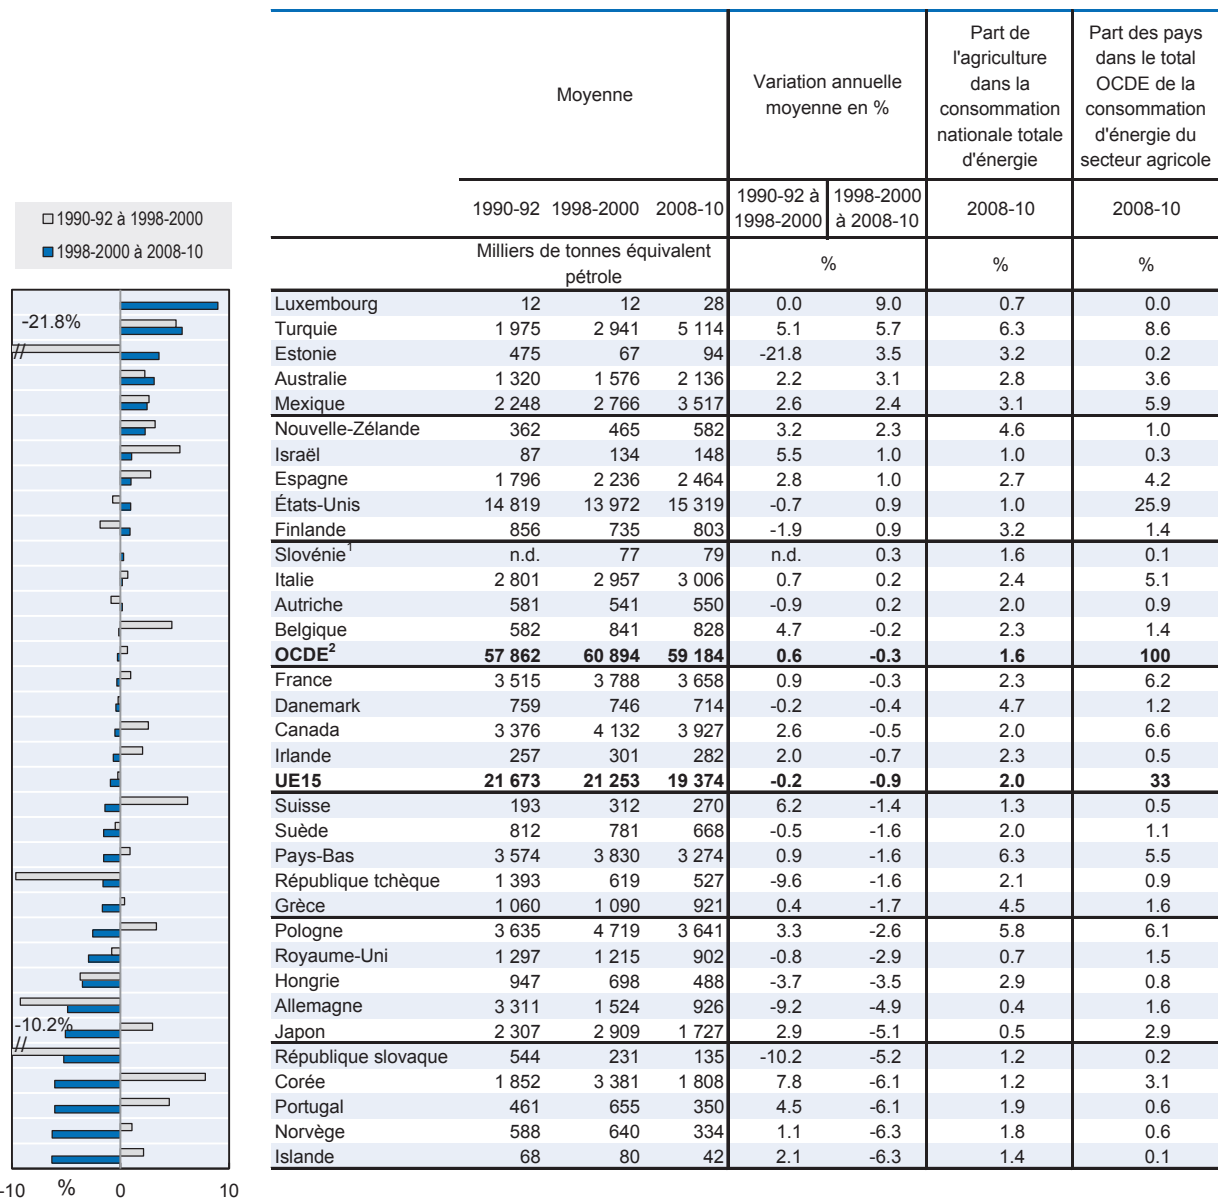 Moyenne
Variation annuelle
moyenne en %
Part de
l'agriculture
dans la
consommation
nationale totale
d'énergie
Part des pays
dans le total
OCDE de la
consommation
d'énergie du
secteur agricole
1990-92 1998-2000 2008-10
1990-92 à
1998-2000
1998-2000
à 2008-10
2008-10
2008-10
Milliers de tonnes équivalent
pétrole
% % %
1990-92 à 1998-2000
1998-2000 à 2008-10
-21.8%
//
-10.2%
//
-10 % 0 10
Luxembourg 12 12 28 0.0 9.0 0.7 0.0
Turquie 1 975 2 941 5 114 5.1 5.7 6.3 8.6
Estonie 475 67 94 -21.8 3.5 3.2 0.2
Australie 1 320 1 576 2 136 2.2 3.1 2.8 3.6
Mexique 2 248 2 766 3 517 2.6 2.4 3.1 5.9
Nouvelle-Zélande 362 465 582 3.2 2.3 4.6 1.0
Israël 87 134 148 5.5 1.0 1.0 0.3
Espagne 1 796 2 236 2 464 2.8 1.0 2.7 4.2
États-Unis 14 819 13 972 15 319 -0.7 0.9 1.0 25.9
Finlande 856 735 803 -1.9 0.9 3.2 1.4
Slovénie1 n.d. 77 79 n.d. 0.3 1.6 0.1
Italie 2 801 2 957 3 006 0.7 0.2 2.4 5.1
Autriche 581 541 550 -0.9 0.2 2.0 0.9
Belgique 582 841 828 4.7 -0.2 2.3 1.4
OCDE2 57 862 60 894 59 184 0.6 -0.3 1.6 100
France 3 515 3 788 3 658 0.9 -0.3 2.3 6.2
Danemark 759 746 714 -0.2 -0.4 4.7 1.2
Canada 3 376 4 132 3 927 2.6 -0.5 2.0 6.6
Irlande 257 301 282 2.0 -0.7 2.3 0.5
UE15 21 673 21 253 19 374 -0.2 -0.9 2.0 33
Suisse 193 312 270 6.2 -1.4 1.3 0.5
Suède 812 781 668 -0.5 -1.6 2.0 1.1
Pays-Bas 3 574 3 830 3 274 0.9 -1.6 6.3 5.5
République tchèque 1 393 619 527 -9.6 -1.6 2.1 0.9
Grèce 1 060 1 090 921 0.4 -1.7 4.5 1.6
Pologne 3 635 4 719 3 641 3.3 -2.6 5.8 6.1
Royaume-Uni 1 297 1 215 902 -0.8 -2.9 0.7 1.5
Hongrie 947 698 488 -3.7 -3.5 2.9 0.8
Allemagne 3 311 1 524 926 -9.2 -4.9 0.4 1.6
Japon 2 307 2 909 1 727 2.9 -5.1 0.5 2.9
République slovaque 544 231 135 -10.2 -5.2 1.2 0.2
Corée 1 852 3 381 1 808 7.8 -6.1 1.2 3.1
Portugal 461 655 350 4.5 -6.1 1.9 0.6
Norvège 588 640 334 1.1 -6.3 1.8 0.6
Islande 68 80 42 2.1 -6.3 1.4 0.1